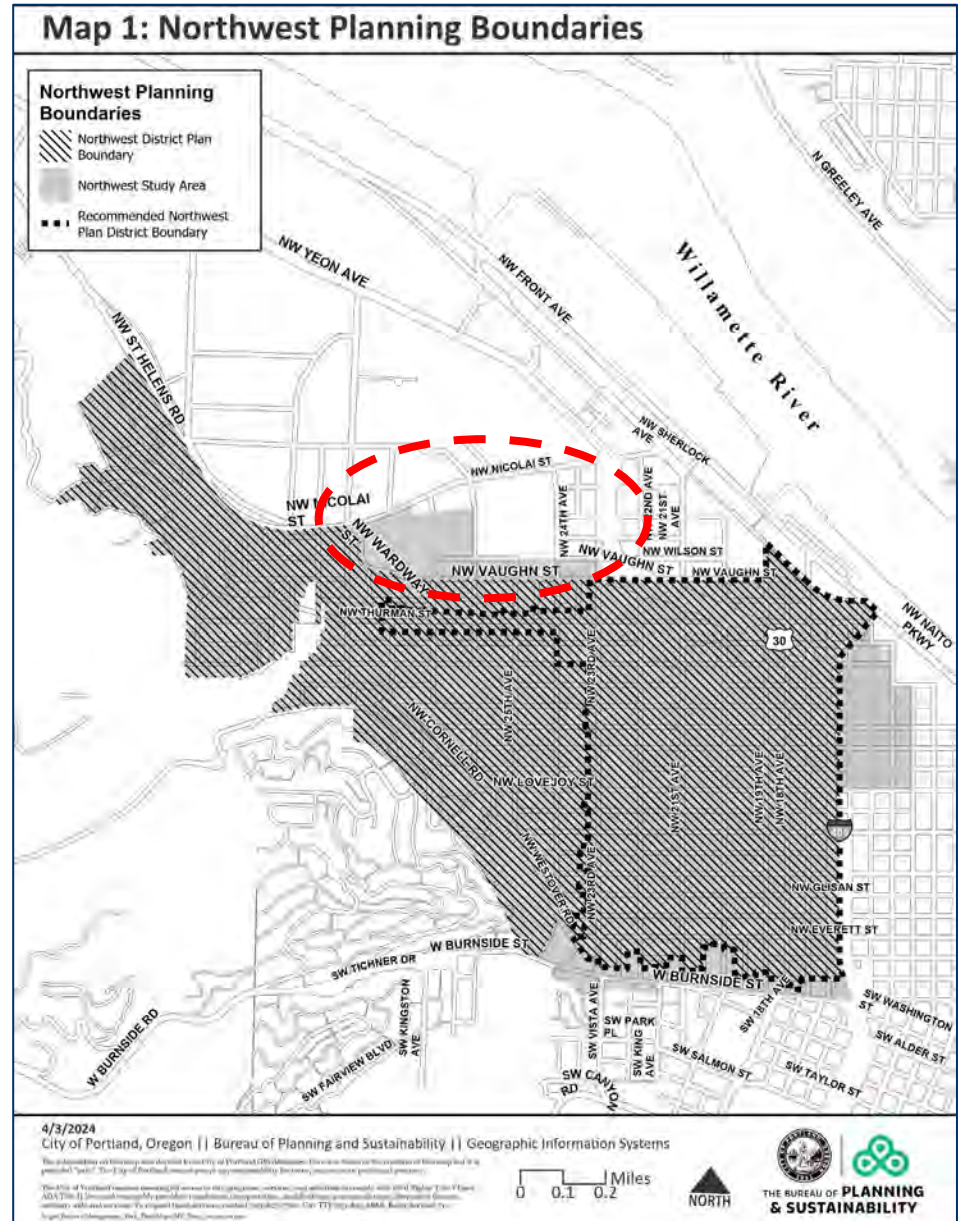 Map 1: Northwest Planning Boundaries
Northwest Planning
Boundaries
Northwest District Plan
Boundary
Northwest Study Area
Recommended Northwest
Plan District Boundary
N GREELEY AVE
NW YEON AVE
NW FRONT AVE
Willamette River
NW ST HELENS RD
NW SHERLOCK
AVE
NW NICOLAI ST
NW NICOLAI
ST
NW 24TH AVE
NW 21ST
AVE
NW WARDWAY
ST
NW WILSON ST
NW VAUGHN ST
NW VAUGHN ST
NW VAUGHN ST
NW THURMAN ST
NW NAITO
PKWY
30
NW 23RD AVE
NW 25TH AVE
NW CORNELL RD
NW LOVEJOY ST
NW 21ST AVE
NW 19TH AVE
NW 18TH AVE
405
NW WESTOVER RD
NW 23RD AVE
NW GLISAN ST
NW EVERETT ST
W BURNSIDE ST
W BURNSIDE ST
SW TICHNER DR
SW KINGSTON
AVE
SW VISTA AVE
SW PARK
PL
SW KING
AVE
SW 18TH AVE
SW WASHINGTON
ST
SW ALDER ST
SW SALMON ST
SW TAYLOR ST
W BURNSIDE RD
SW FAIRVIEW BLVD
SW CANYON
RD
4/3/2024
City of Portland, Oregon || Bureau of Planning and Sustainability || Geographic Information Systems
0 0.1 0.2 Miles
NORTH
THE BUREAU OF PLANNING
& SUSTAINABILITY